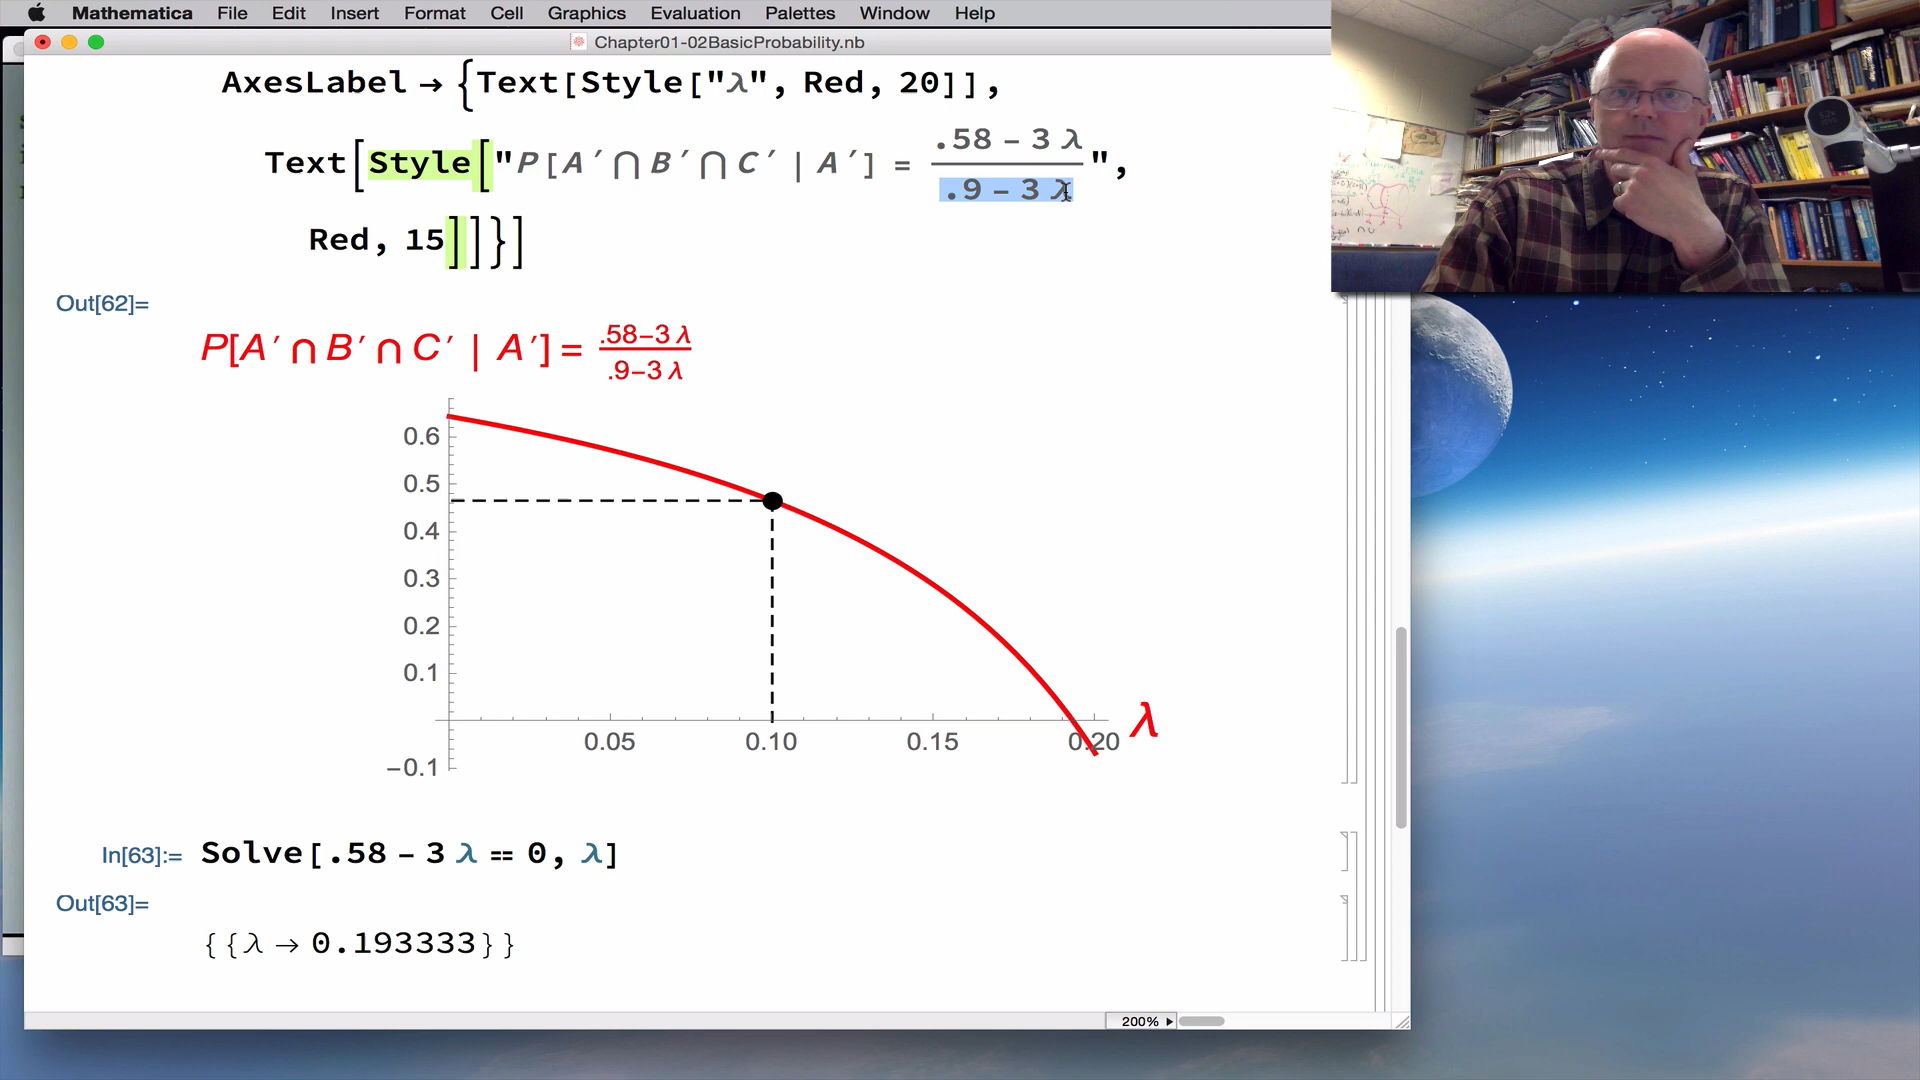 Mathematica File Edit Insert Format Cell Graphics Evaluation Palettes Window Help
Chapter01-02BasicProbability.nb
AxesLabel → {Text[Style["λ", Red, 20]],
Text[Style["P[A′ ⋂ B′ ⋂ C′ | A′] = .58 – 3 λ / .9 – 3 λ",
Red, 15]]}]
Out[62]=
P[A′ ⋂ B′ ⋂ C′ | A′] = .58–3 λ / .9–3 λ
0.6
0.5
0.4
0.3
0.2
0.1
–0.1
0.05 0.10 0.15 0.20 λ
In[63]:= Solve[.58 – 3 λ == 0, λ]
Out[63]=
{{λ → 0.193333}}
200%